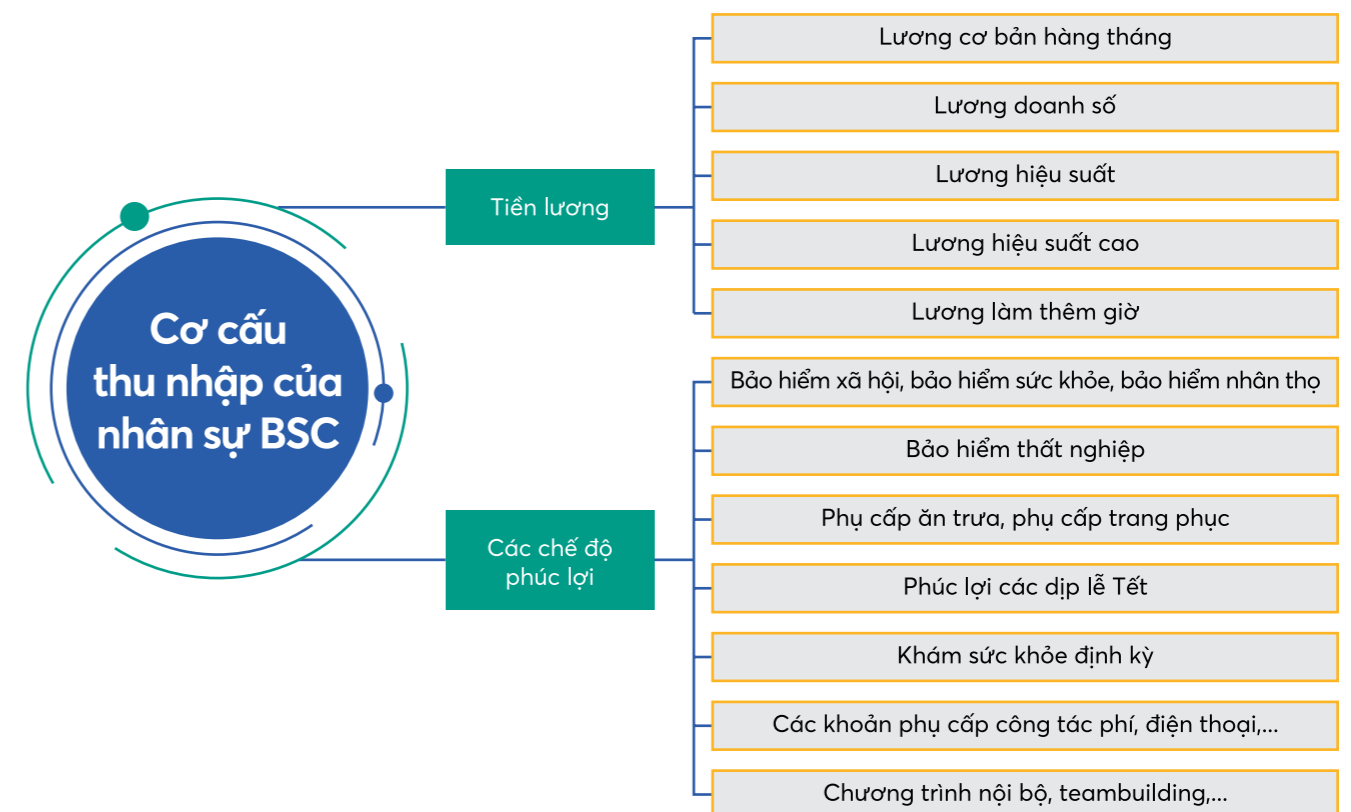 Cơ cấu
thu nhập của
nhân sự BSC
Tiền lương
Lương cơ bản hàng tháng
Lương doanh số
Lương hiệu suất
Lương hiệu suất cao
Lương làm thêm giờ
Các chế độ
phúc lợi
Bảo hiểm xã hội, bảo hiểm sức khỏe, bảo hiểm nhân thọ
Bảo hiểm thất nghiệp
Phụ cấp ăn trưa, phụ cấp trang phục
Phúc lợi các dịp lễ Tết
Khám sức khỏe định kỳ
Các khoản phụ cấp công tác phí, điện thoại,...
Chương trình nội bộ, teambuilding,...